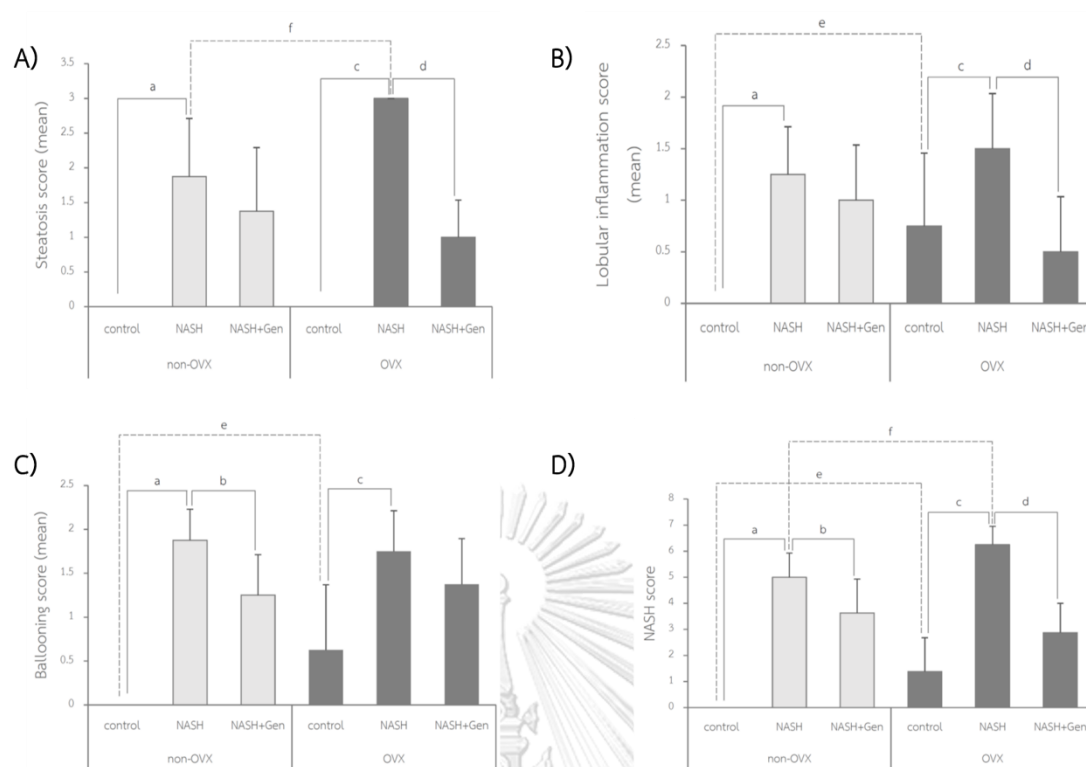 A)
f
a
c
d
Steatosis score (mean)
3.5
3
2.5
2
1.5
1
0.5
0
control NASH NASH+Gen control NASH NASH+Gen
non-OVX OVX
B)
e
a
c
d
Lobular inflammation score
(mean)
2.5
2
1.5
1
0.5
0
control NASH NASH+Gen control NASH NASH+Gen
non-OVX OVX
C)
e
a
b
c
Ballooning score (mean)
2.5
2
1.5
1
0.5
0
control NASH NASH+Gen control NASH NASH+Gen
non-OVX OVX
D)
f
e
a
b
c
d
NASH score
8
7
6
5
4
3
2
1
0
control NASH NASH+Gen control NASH NASH+Gen
non-OVX OVX